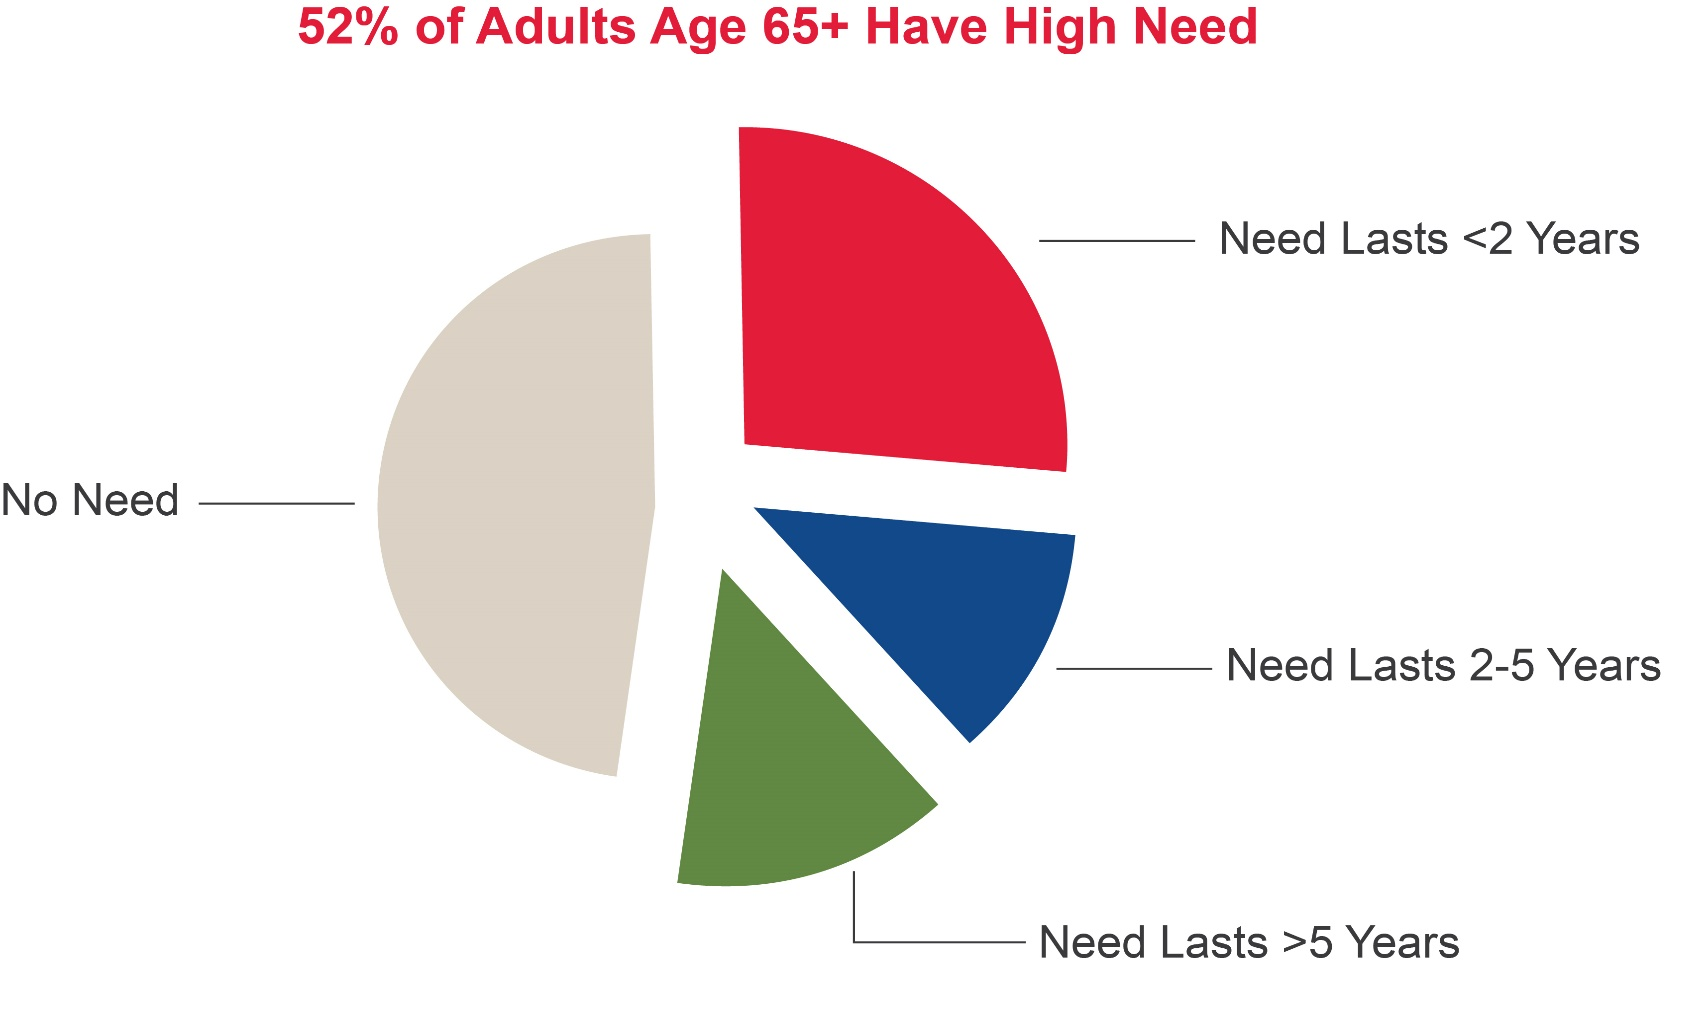 52% of Adults Age 65+ Have High Need
Need Lasts <2 Years
No Need
Need Lasts 2-5 Years
Need Lasts >5 Years